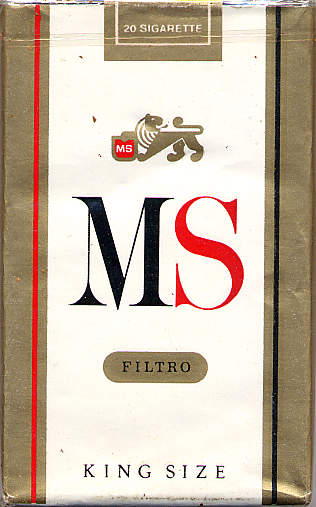 20 SIGARETTE
MS
MS
FILTRO
KING SIZE